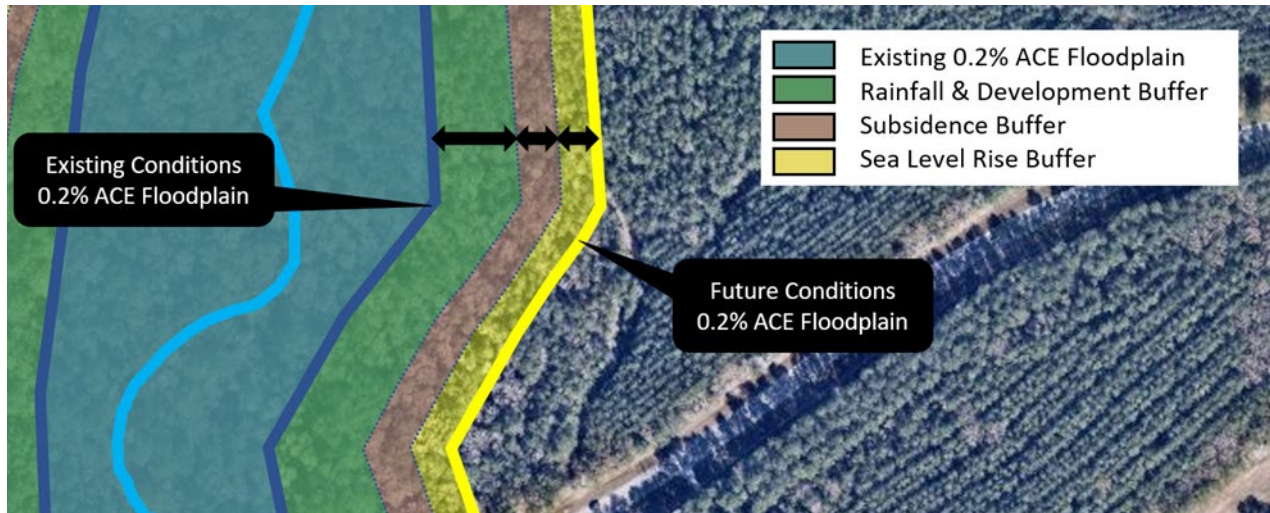 Existing 0.2% ACE Floodplain
Rainfall & Development Buffer
Subsidence Buffer
Sea Level Rise Buffer
Existing Conditions
0.2% ACE Floodplain
Future Conditions
0.2% ACE Floodplain